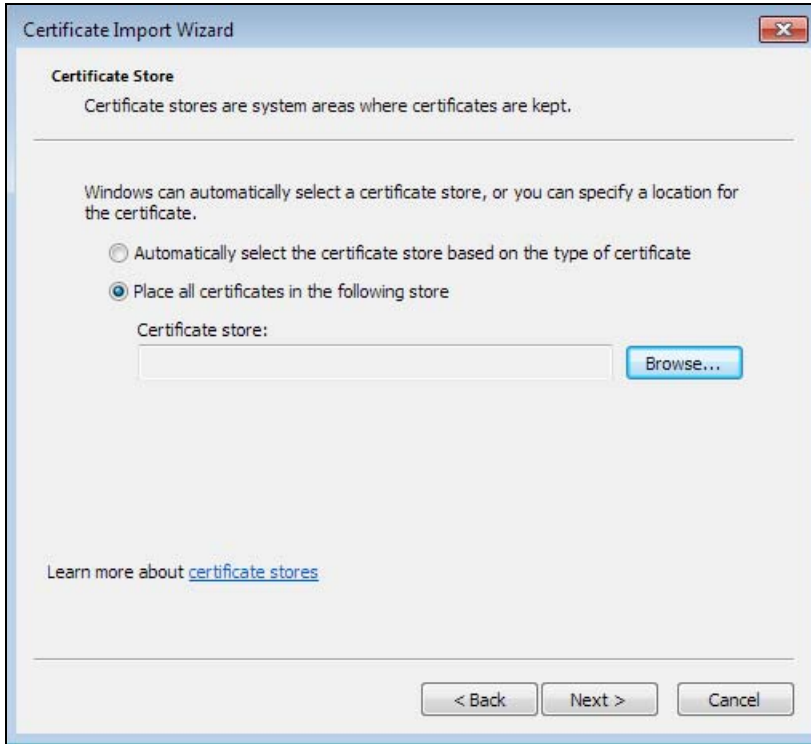 Certificate Import Wizard
Certificate Store
Certificate stores are system areas where certificates are kept.
Windows can automatically select a certificate store, or you can specify a location for
the certificate.
Automatically select the certificate store based on the type of certificate
Place all certificates in the following store
Certificate store:
Browse...
Learn more about certificate stores
< Back Next > Cancel